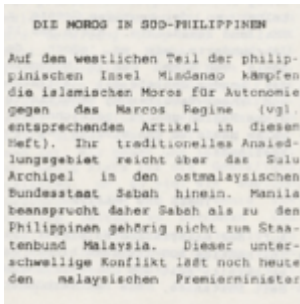 DIE MOROS IN SÜD-PHILIPPINEN
Auf dem westlichen Teil der philip-
pinischen Insel Mindanao kämpfen
die islamischen Moros für Autonomie
gegen das Marcos Regime (vgl.
entsprechenden Artikel in diesem
Heft). Ihr traditionelles Ansied-
lungsgebiet reicht über das Sulu
Archipel in den ostmalaysischen
Bundesstaat Sabah hinein. Manila
beansprucht daher Sabah als zu den
Philippinen gehörig nicht zum Staa-
tenbund Malaysia. Dieser unter-
schwellige Konflikt läßt noch heute
den malaysischen Premierminister